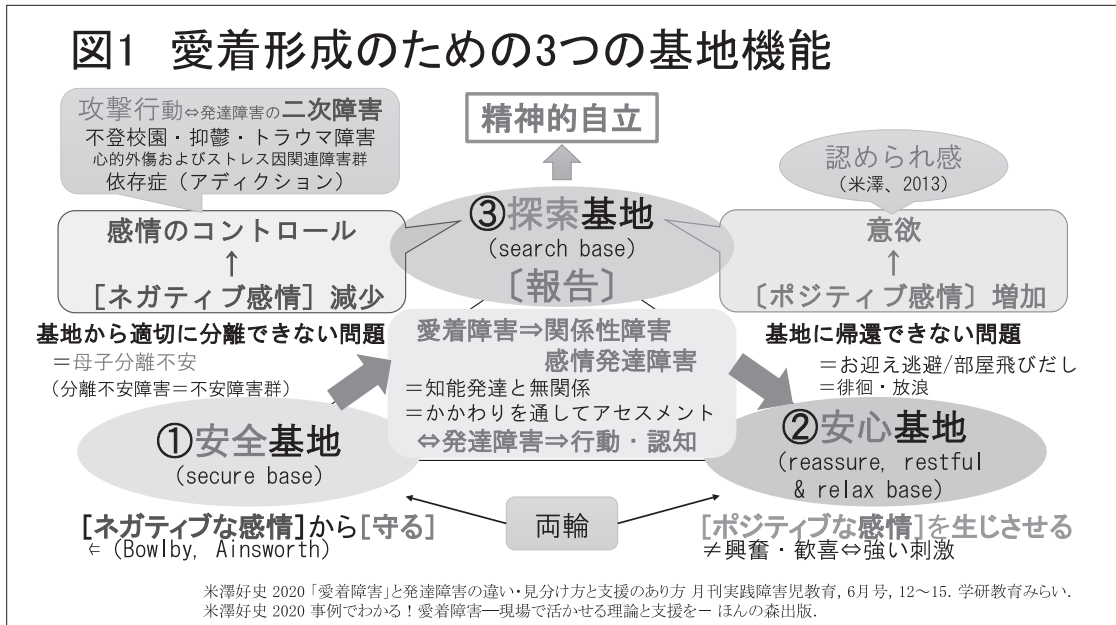 図1 愛着形成のための3つの基地機能
攻撃行動⇔発達障害の二次障害
不登校園・抑鬱・トラウマ障害
心的外傷およびストレス因関連障害群
依存症（アディクション）
精神的自立
認められ感
（米澤、2013）
感情のコントロール
↑
［ネガティブ感情］減少
③探索基地
(search base)
〔報告〕
意欲
↑
〔ポジティブ感情〕増加
基地から適切に分離できない問題
＝母子分離不安
（分離不安障害＝不安障害群）
愛着障害⇒関係性障害
感情発達障害
＝知能発達と無関係
＝かかわりを通してアセスメント
⇔発達障害⇒行動・認知
基地に帰還できない問題
＝お迎え逃避/部屋飛びだし
＝徘徊・放浪
①安全基地
(secure base)
②安心基地
(reassure, restful
& relax base)
［ネガティブな感情］から［守る］
⇐ (Bowlby, Ainsworth)
両輪
［ポジティブな感情］を生じさせる
≠興奮・歓喜⇔強い刺激
米澤好史 2020 「愛着障害」と発達障害の違い・見分け方と支援のあり方 月刊実践障害児教育, 6月号, 12～15. 学研教育みらい.
米澤好史 2020 事例でわかる！愛着障害―現場で活かせる理論と支援を― ほんの森出版.